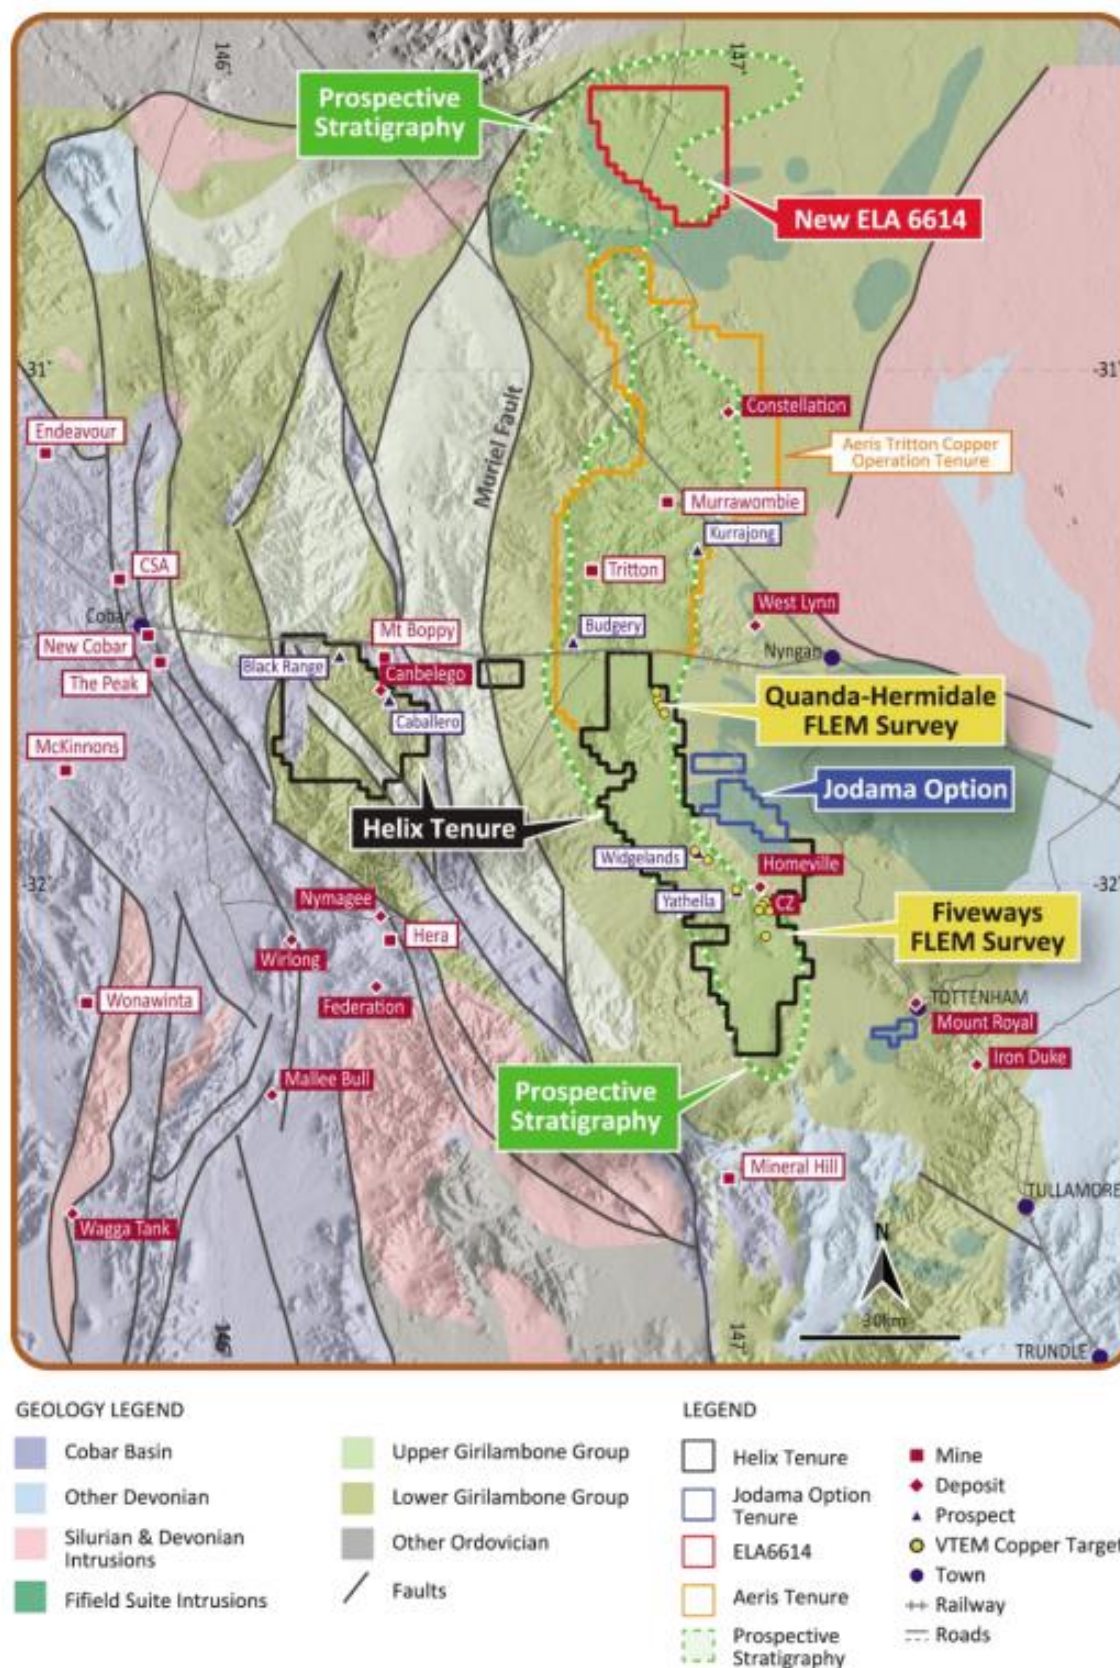 146°
147°
Prospective
Stratigraphy
New ELA 6614
-31°
-31°
Muriel Fault
Constellation
Endeavour
Aeris Tritton Copper
Operation Tenure
Murrawombie
Kurrajong
CSA
Tritton
West Lynn
Cobar
New Cobar
Mt Boppy
Budgery
The Peak
Black Range
Canbelego
Nyngan
Caballero
Quanda-Hermidale
FLEM Survey
McKinnons
Jodama Option
Helix Tenure
Widgelands
Homeville
-32°
-32°
Yathella
CZ
Nymagee
Hera
Fiveways
FLEM Survey
Wirlong
Wonawinta
Federation
TOTTENHAM
Mount Royal
Iron Duke
Mallee Bull
Prospective
Stratigraphy
Mineral Hill
TULLAMORE
Wagga Tank
N
30km
146°
147°
TRUNDLE
GEOLOGY LEGEND
Cobar Basin
Other Devonian
Silurian & Devonian
Intrusions
Fifield Suite Intrusions
Upper Girilambone Group
Lower Girilambone Group
Other Ordovician
Faults
LEGEND
Helix Tenure
Jodama Option
Tenure
ELA6614
Aeris Tenure
Prospective
Stratigraphy
Mine
Deposit
Prospect
VTEM Copper Target
Town
Railway
Roads